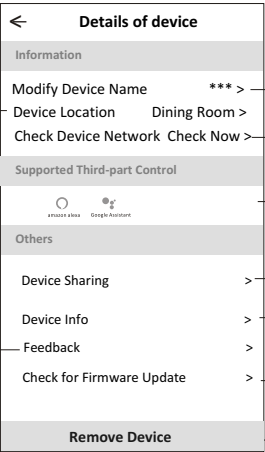 ← Details of device
Information
Modify Device Name *** >
Device Location Dining Room >
Check Device Network Check Now >
Supported Third-part Control
amazon alexa Google Assistant
Others
Device Sharing >
Device Info >
Feedback >
Check for Firmware Update >
Remove Device